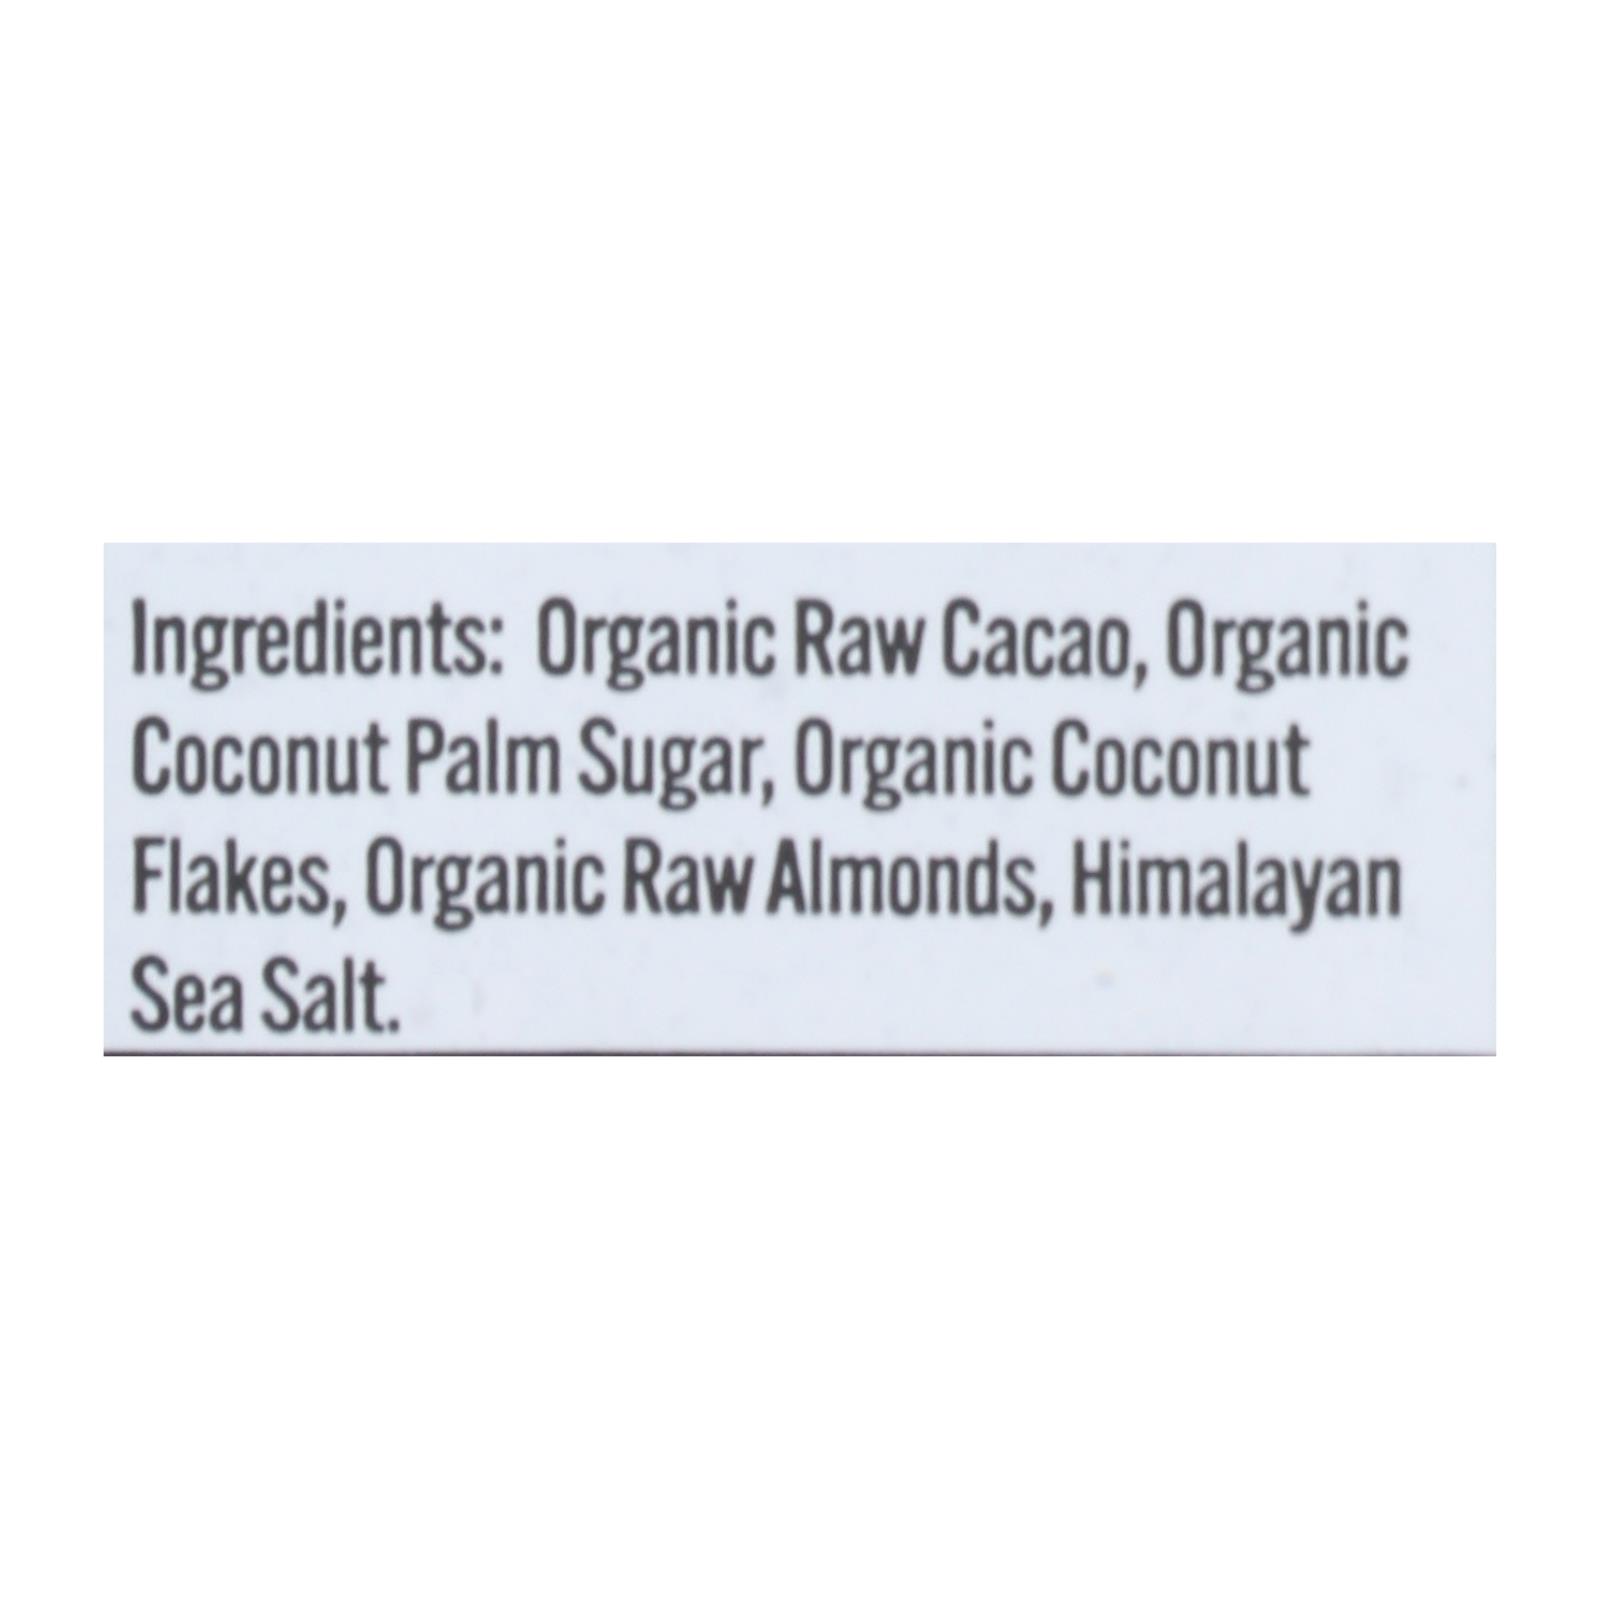 Ingredients: Organic Raw Cacao, Organic
Coconut Palm Sugar, Organic Coconut
Flakes, Organic Raw Almonds, Himalayan
Sea Salt.